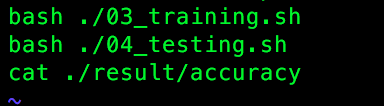 bash ./03_training.sh
bash ./04_testing.sh
cat ./result/accuracy
~